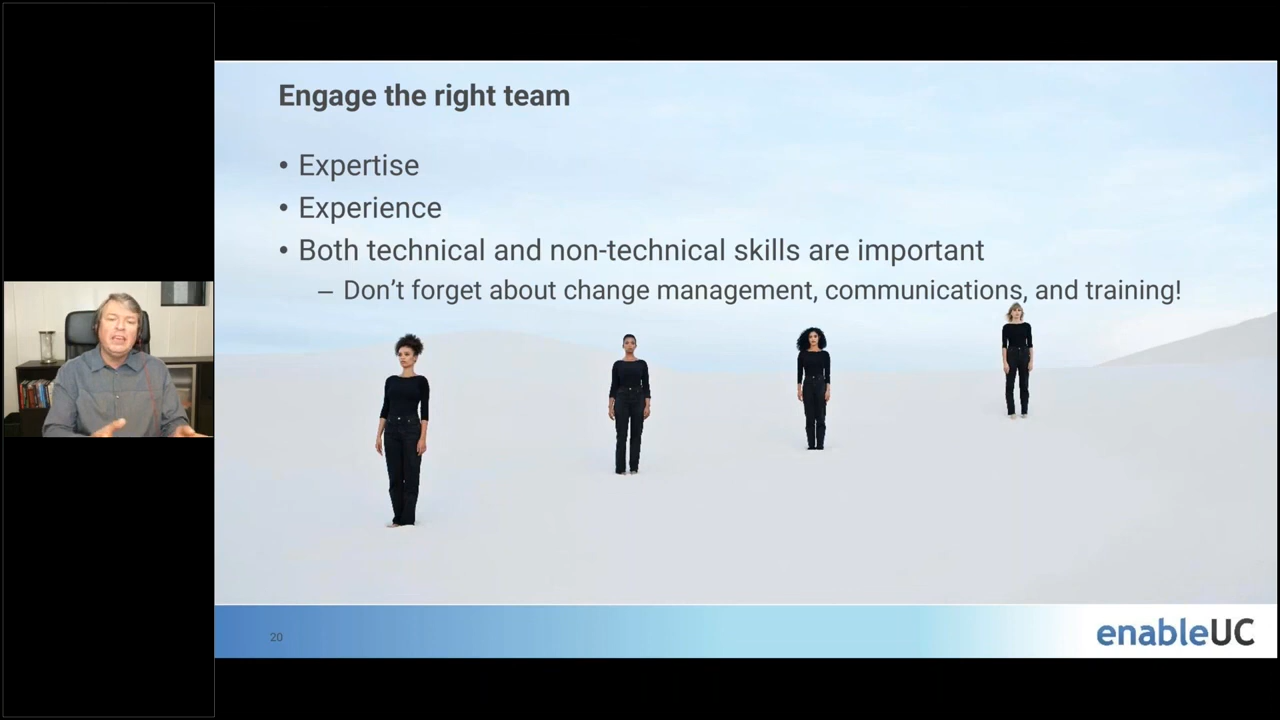 Engage the right team
• Expertise
• Experience
• Both technical and non-technical skills are important
– Don’t forget about change management, communications, and training!
20
enableUC